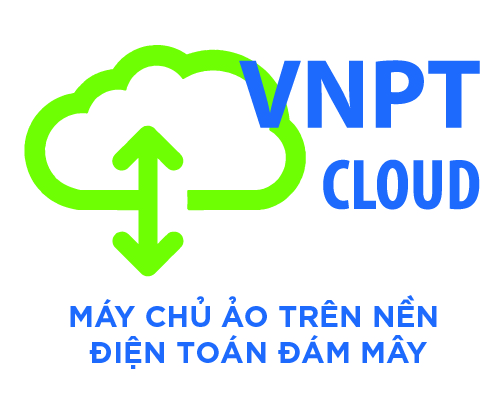 VNPT
CLOUD
MÁY CHỦ ẢO TRÊN NỀN
ĐIỆN TOÁN ĐÁM MÂY